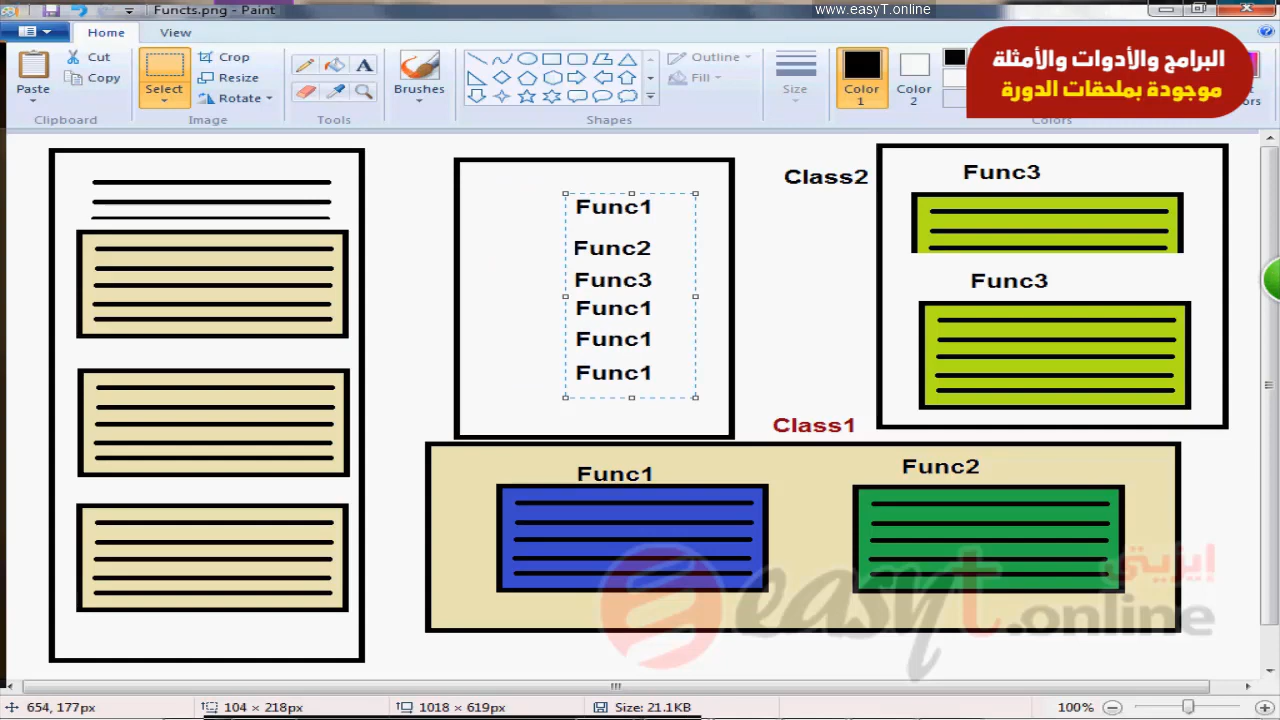 Functs.png - Paint
www.easyT.online
Home
View
Cut
Copy
Paste
Clipboard
Select
Crop
Resize
Rotate
Image
Tools
Brushes
Shapes
Outline
Fill
Size
Color 1
Color 2
Colors
البرامج والأدوات والأمثلة
موجودة بملحقات الدورة
Func1
Func2
Func3
Func1
Func1
Func1
Class2
Func3
Func3
Class1
Func1
Func2
easyt.online
إيزيتي
654, 177px
104 × 218px
1018 × 619px
Size: 21.1KB
100%